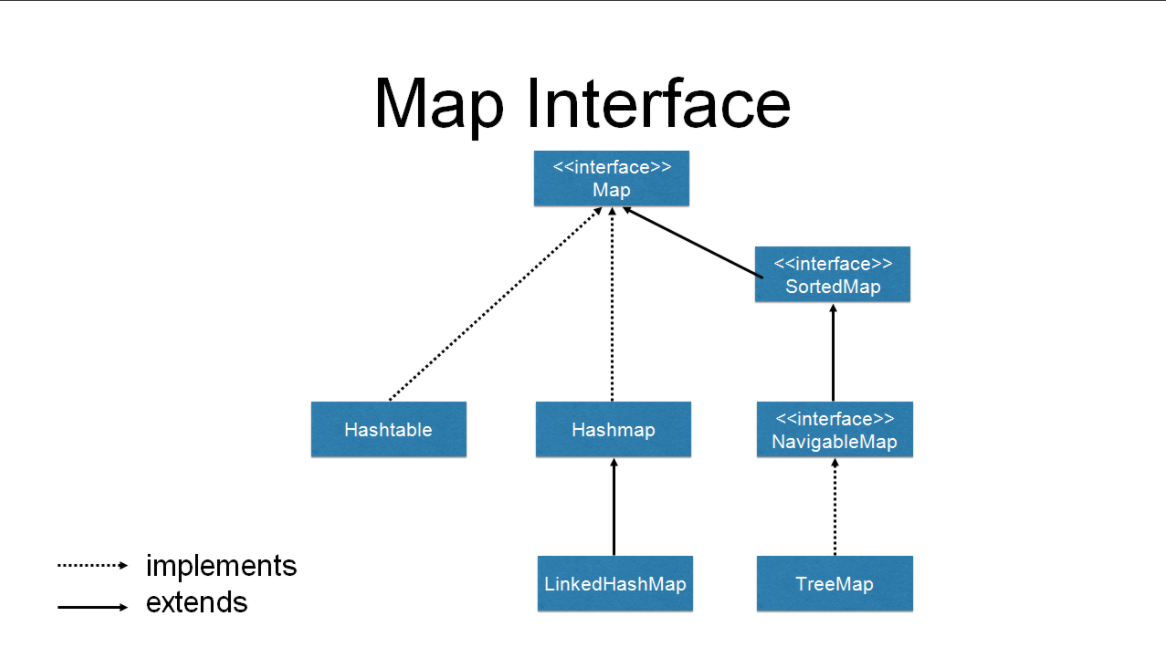 Map Interface
<<interface>>
Map
<<interface>>
SortedMap
Hashtable
Hashmap
<<interface>>
NavigableMap
LinkedHashMap
TreeMap
implements
extends